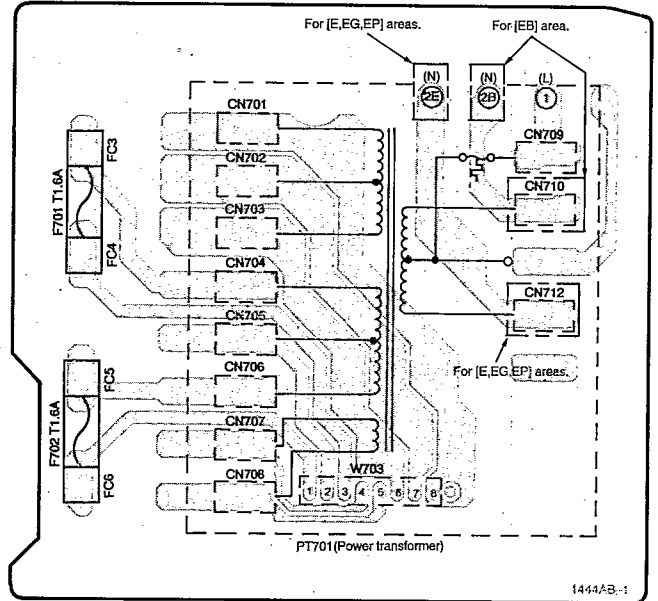 For [E,EG,EP] areas.
For [EB] area.
(N)
2E
(N)
2B
(L)
1
CN701
CN702
CN703
CN704
CN705
CN706
CN707
CN708
CN709
CN710
CN712
FC3
F701 T1.6A
FC4
FC5
F702 T1.6A
FC6
For [E,EG,EP] areas.
W703
1 2 3 4 5 6 7 8
PT701(Power transformer)